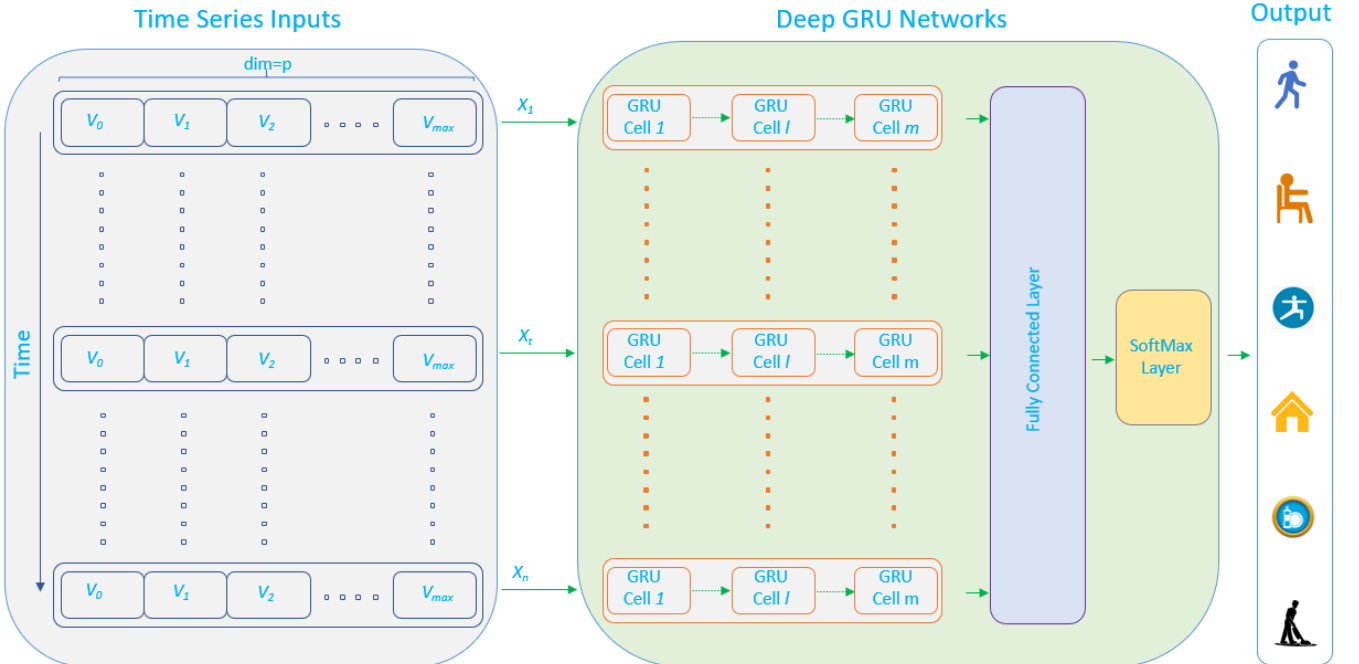 Time Series Inputs
Deep GRU Networks
Output
dim=p
V0 V1 V2 Vmax
X1
GRU Cell 1
GRU Cell l
GRU Cell m
Time
V0 V1 V2 Vmax
Xt
GRU Cell 1
GRU Cell l
GRU Cell m
Fully Connected Layer
SoftMax
Layer
V0 V1 V2 Vmax
Xn
GRU Cell 1
GRU Cell l
GRU Cell m